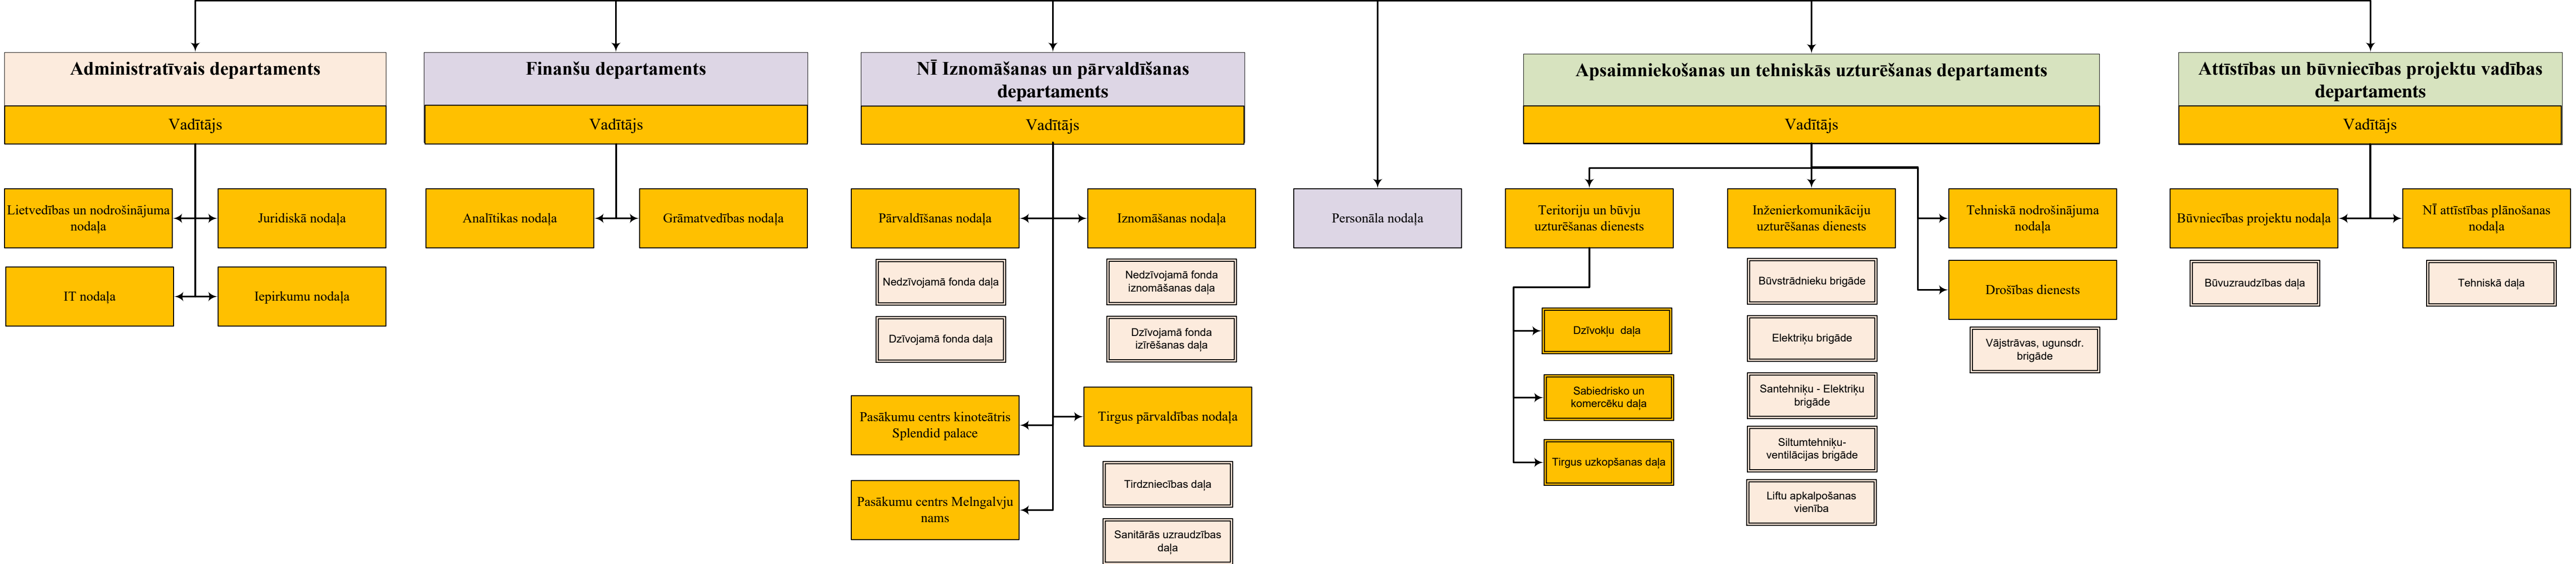 Administratīvais departaments
Vadītājs
Lietvedības un nodrošinājuma
nodaļa
Juridiskā nodaļa
IT nodaļa
Iepirkumu nodaļa
Finanšu departaments
Vadītājs
Analītikas nodaļa
Grāmatvedības nodaļa
NĪ Iznomāšanas un pārvaldīšanas
departaments
Vadītājs
Pārvaldīšanas nodaļa
Nedzīvojamā fonda daļa
Dzīvojamā fonda daļa
Iznomāšanas nodaļa
Nedzīvojamā fonda
iznomāšanas daļa
Dzīvojamā fonda
izīrēšanas daļa
Pasākumu centrs kinoteātris
Splendid palace
Pasākumu centrs Melngalvju
nams
Tirgus pārvaldības nodaļa
Tirdzniecības daļa
Sanitārās uzraudzības
daļa
Personāla nodaļa
Apsaimniekošanas un tehniskās uzturēšanas departaments
Vadītājs
Teritoriju un būvju
uzturēšanas dienests
Dzīvokļu  daļa
Sabiedrisko un
komercēku daļa
Tirgus uzkopšanas daļa
Inženierkomunikāciju
uzturēšanas dienests
Būvstrādnieku brigāde
Elektriķu brigāde
Santehniķu - Elektriķu
brigāde
Siltumtehniķu-
ventilācijas brigāde
Liftu apkalpošanas
vienība
Tehniskā nodrošinājuma
nodaļa
Drošības dienests
Vājstrāvas, ugunsdr.
brigāde
Attīstības un būvniecības projektu vadības
departaments
Vadītājs
Būvniecības projektu nodaļa
Būvuzraudzības daļa
NĪ attīstības plānošanas
nodaļa
Tehniskā daļa